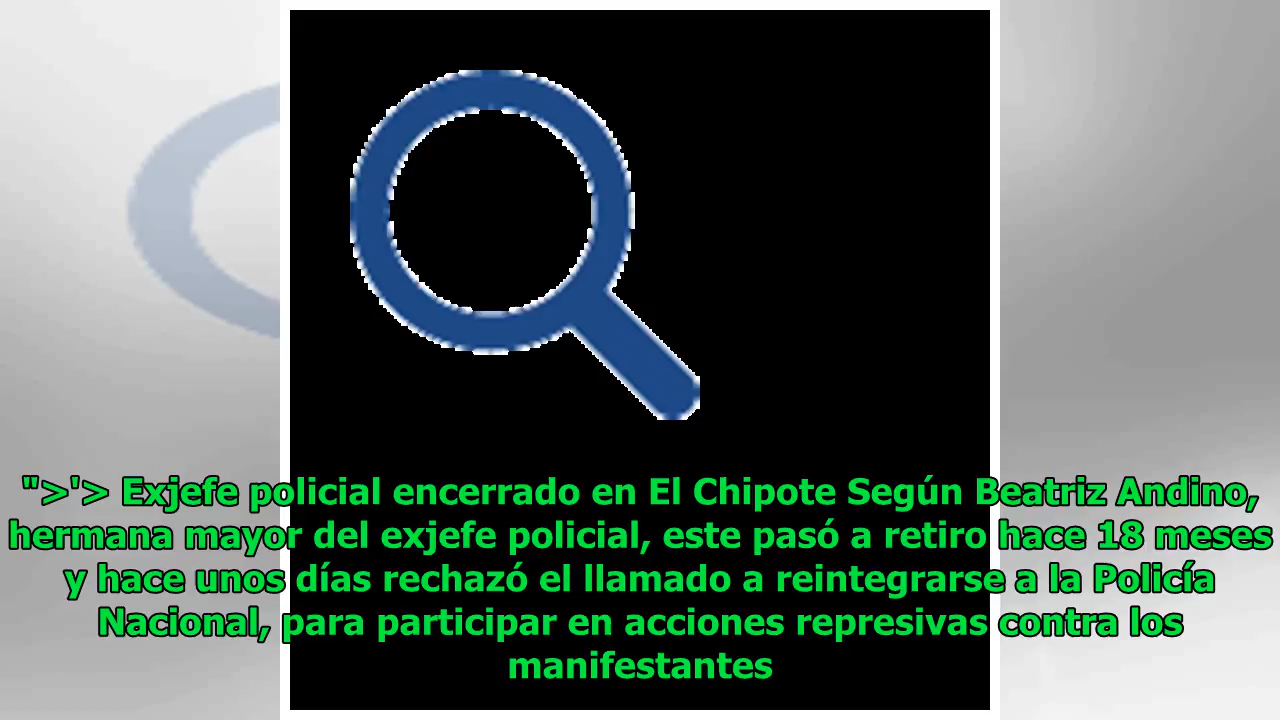 ">'> Exjefe policial encerrado en El Chipote Según Beatriz Andino,
hermana mayor del exjefe policial, este pasó a retiro hace 18 meses
y hace unos días rechazó el llamado a reintegrarse a la Policía
Nacional, para participar en acciones represivas contra los
manifestantes